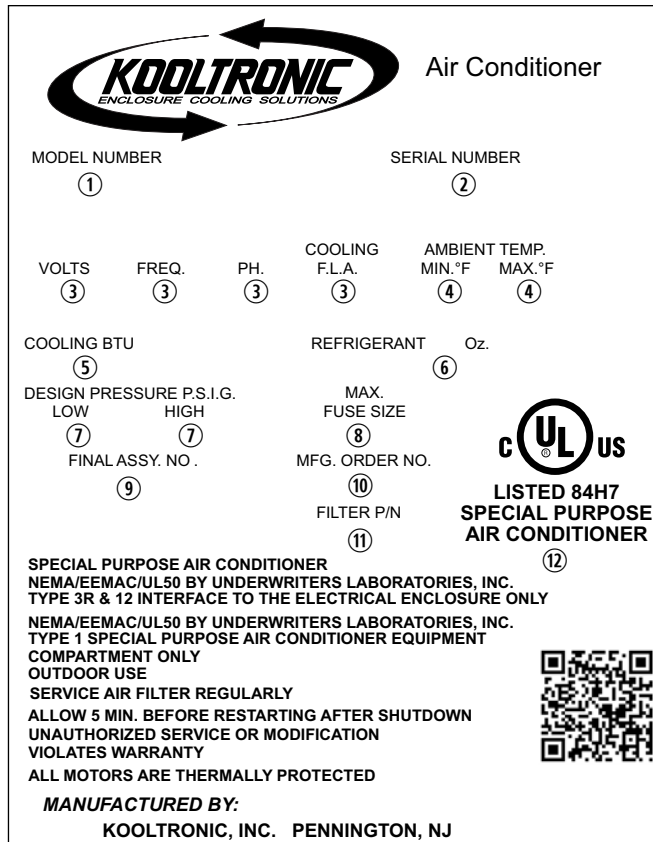 KOOLTRONIC
ENCLOSURE COOLING SOLUTIONS
Air Conditioner
MODEL NUMBER SERIAL NUMBER
① ②
COOLING AMBIENT TEMP.
VOLTS FREQ. PH. F.L.A. MIN.°F MAX.°F
③ ③ ③ ③ ④ ④
COOLING BTU REFRIGERANT Oz.
⑤ ⑥
DESIGN PRESSURE P.S.I.G. MAX.
LOW HIGH FUSE SIZE
⑦ ⑦ ⑧
FINAL ASSY. NO . MFG. ORDER NO.
⑨ ⑩
FILTER P/N
⑪
C UL ® US
LISTED 84H7
SPECIAL PURPOSE
AIR CONDITIONER
⑫
SPECIAL PURPOSE AIR CONDITIONER
NEMA/EEMAC/UL50 BY UNDERWRITERS LABORATORIES, INC.
TYPE 3R & 12 INTERFACE TO THE ELECTRICAL ENCLOSURE ONLY
NEMA/EEMAC/UL50 BY UNDERWRITERS LABORATORIES, INC.
TYPE 1 SPECIAL PURPOSE AIR CONDITIONER EQUIPMENT
COMPARTMENT ONLY
OUTDOOR USE
SERVICE AIR FILTER REGULARLY
ALLOW 5 MIN. BEFORE RESTARTING AFTER SHUTDOWN
UNAUTHORIZED SERVICE OR MODIFICATION
VIOLATES WARRANTY
ALL MOTORS ARE THERMALLY PROTECTED
MANUFACTURED BY:
KOOLTRONIC, INC. PENNINGTON, NJ